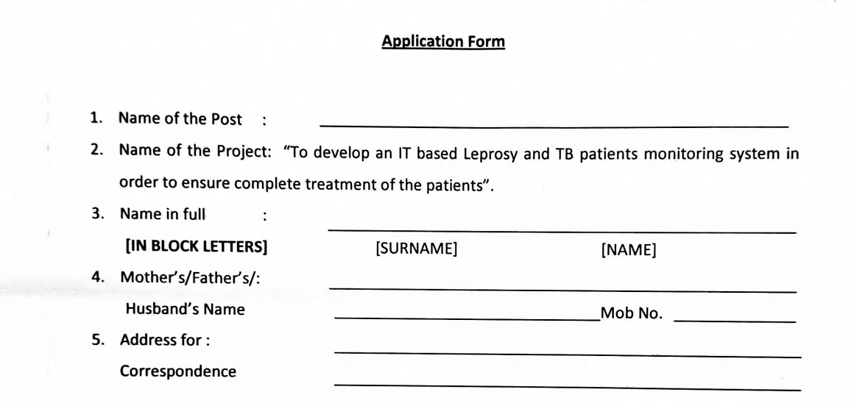 Application Form
1. Name of the Post :
2. Name of the Project: “To develop an IT based Leprosy and TB patients monitoring system in
order to ensure complete treatment of the patients”.
3. Name in full :
[IN BLOCK LETTERS] [SURNAME] [NAME]
4. Mother’s/Father’s/:
Husband’s Name Mob No.
5. Address for :
Correspondence